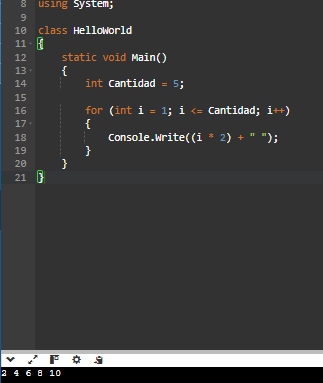 8 using System;
9
10 class HelloWorld
11 {
12 static void Main()
13 {
14 int Cantidad = 5;
15
16 for (int i = 1; i <= Cantidad; i++)
17 {
18 Console.Write((i * 2) + " ");
19 }
20 }
21 }
2 4 6 8 10